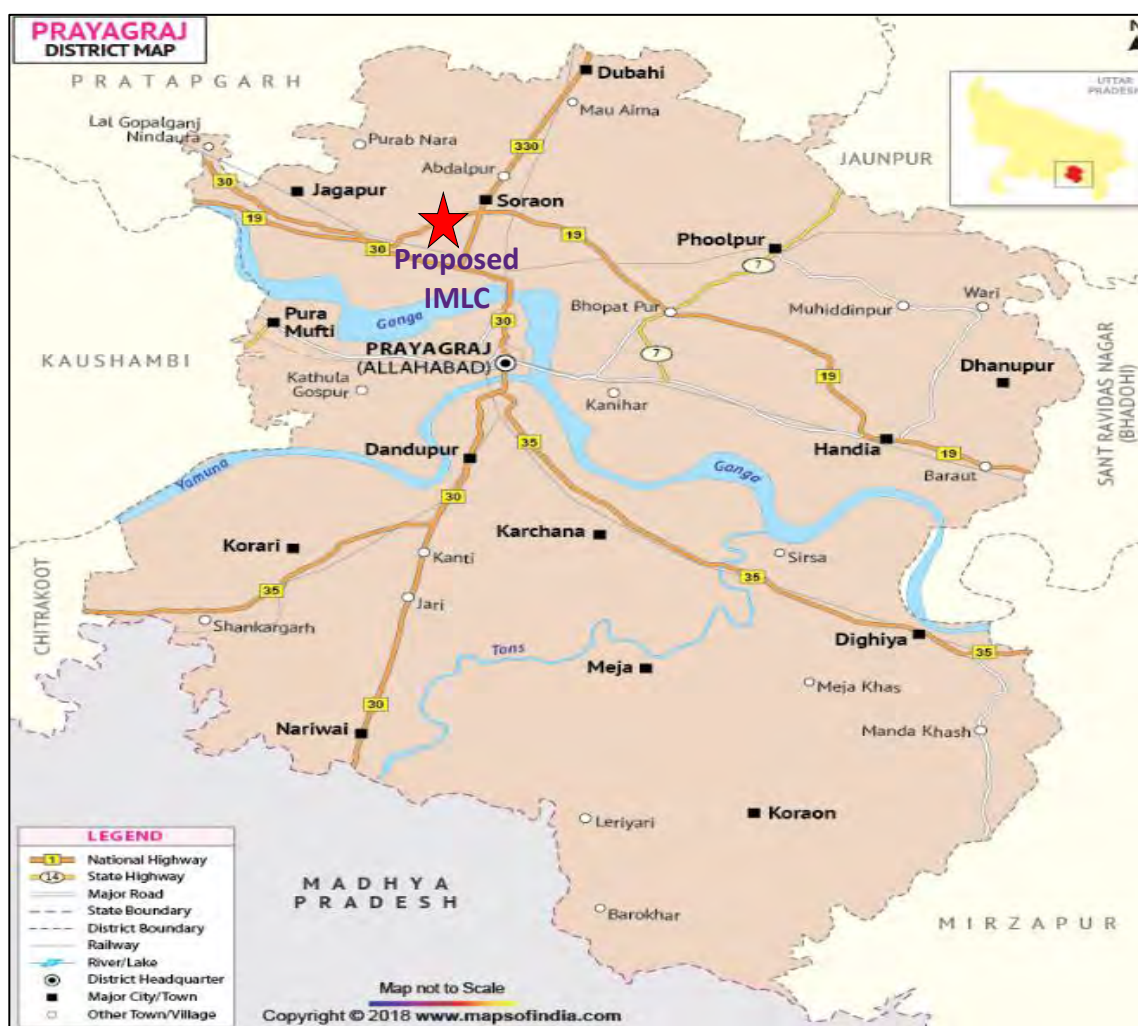 PRAYAGRAJ
DISTRICT MAP
N
PRATAPGARH
Dubahi
Mau Aima
UTTAR
PRADESH
Lal Gopalganj
Nindaura
Purab Nara
330
JAUNPUR
Abdalpur
30
Jagapur
Soraon
19
30
19
Phoolpur
Proposed
IMLC
7
Wari
Bhopat Pur
Muhiddinpur
Pura
Mufti
Ganga
30
KAUSHAMBI
PRAYAGRAJ
(ALLAHABAD)
7
Dhanupur
SANT RAVIDAS NAGAR
(BHADOHI)
Kathula
Gospur
19
Kanihar
35
Dandupur
Handia
19
Yamuna
Ganga
Baraut
30
Karchana
Korari
Kanti
Sirsa
35
35
CHITRAKOOT
Jari
Shankargarh
Dighiya
Tons
35
Meja
Meja Khas
30
Nariwai
Manda Khash
Koraon
Leriyari
LEGEND
1 National Highway
14 State Highway
Major Road
State Boundary
District Boundary
Railway
River/Lake
District Headquarter
Major City/Town
Other Town/Village
MADHYA
PRADESH
Barokhar
MIRZAPUR
Map not to Scale
Copyright © 2018 www.mapsofindia.com